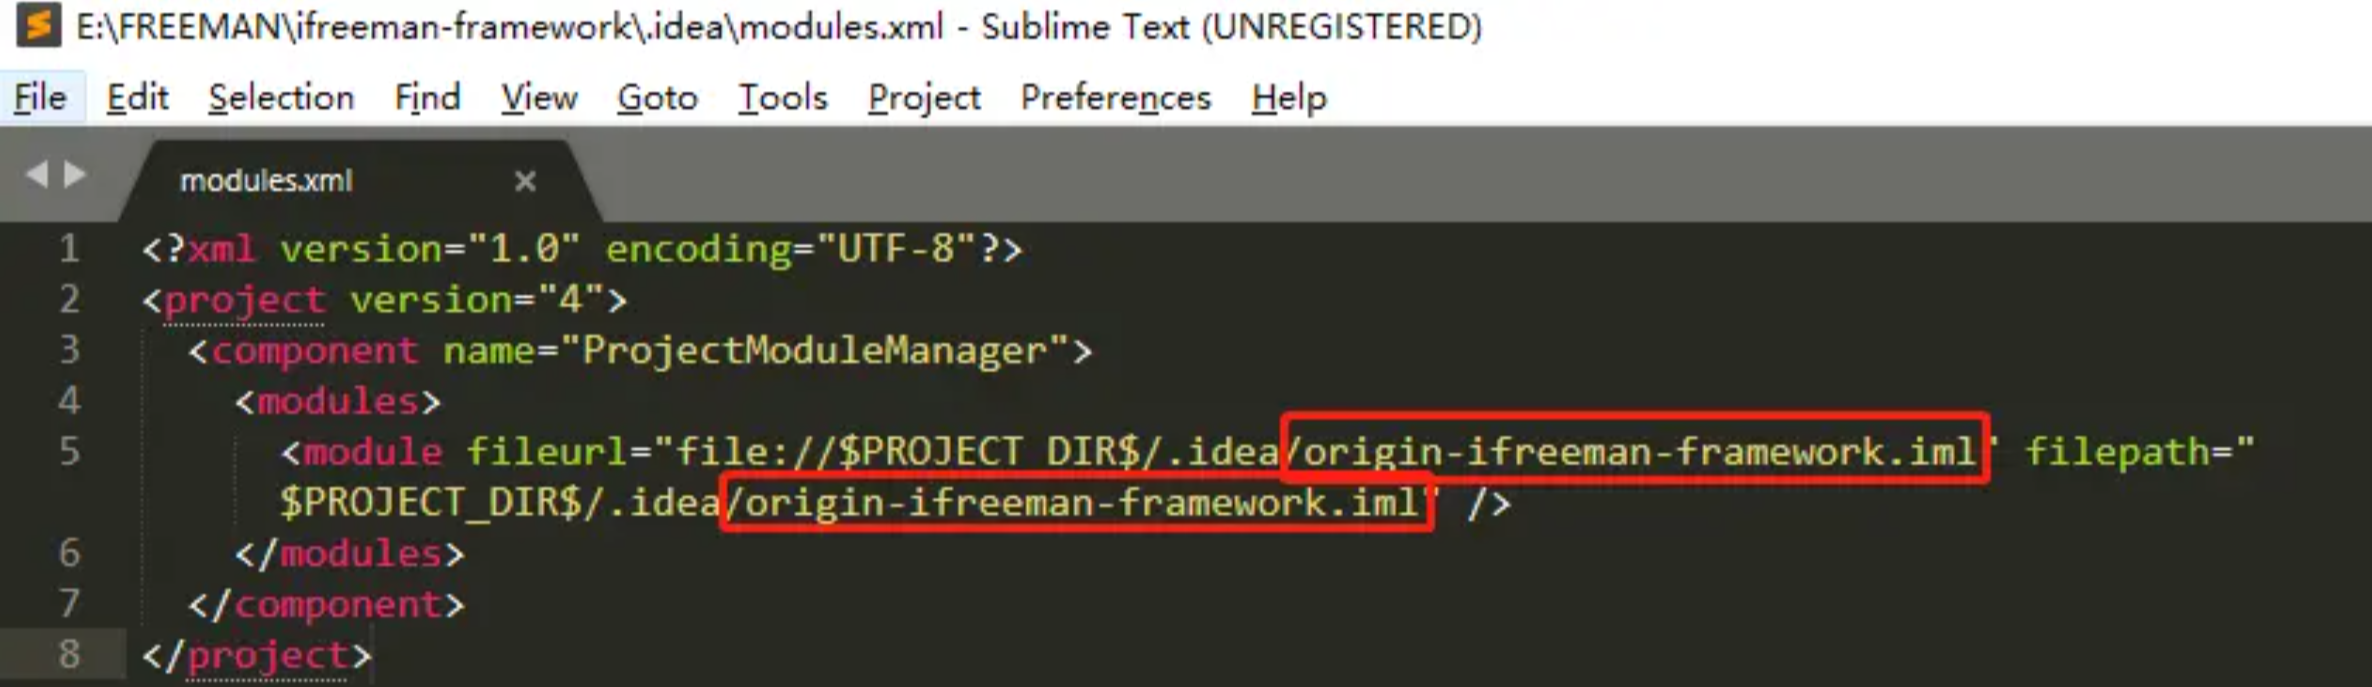 E:\FREEMAN\ifreeman-framework\.idea\modules.xml - Sublime Text (UNREGISTERED)
File Edit Selection Find View Goto Tools Project Preferences Help
modules.xml ×
1 <?xml version="1.0" encoding="UTF-8"?>
2 <project version="4">
3 <component name="ProjectModuleManager">
4 <modules>
5 <module fileurl="file://$PROJECT_DIR$/.idea/origin-ifreeman-framework.iml" filepath="
$PROJECT_DIR$/.idea/origin-ifreeman-framework.iml" />
6 </modules>
7 </component>
8 </project>